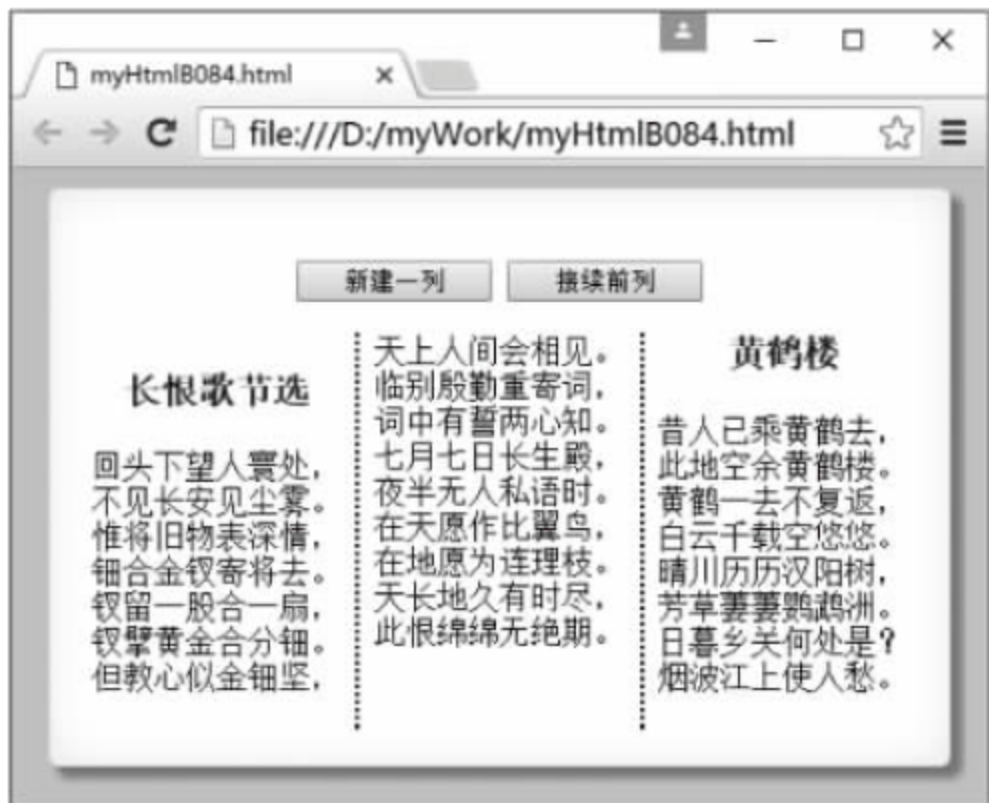 myHtmlB084.html
file:///D:/myWork/myHtmlB084.html
新建一列
接续前列
长恨歌节选
回头下望人寰处，
不见长安见尘雾。
惟将旧物表深情，
钿合金钗寄将去。
钗留一股合一扇，
钗擘黄金合分钿。
但教心似金钿坚，
天上人间会相见。
临别殷勤重寄词，
词中有誓两心知。
七月七日长生殿，
夜半无人私语时。
在天愿作比翼鸟，
在地愿为连理枝。
天长地久有时尽，
此恨绵绵无绝期。
黄鹤楼
昔人已乘黄鹤去，
此地空余黄鹤楼。
黄鹤一去不复返，
白云千载空悠悠。
晴川历历汉阳树，
芳草萋萋鹦鹉洲。
日暮乡关何处是？
烟波江上使人愁。